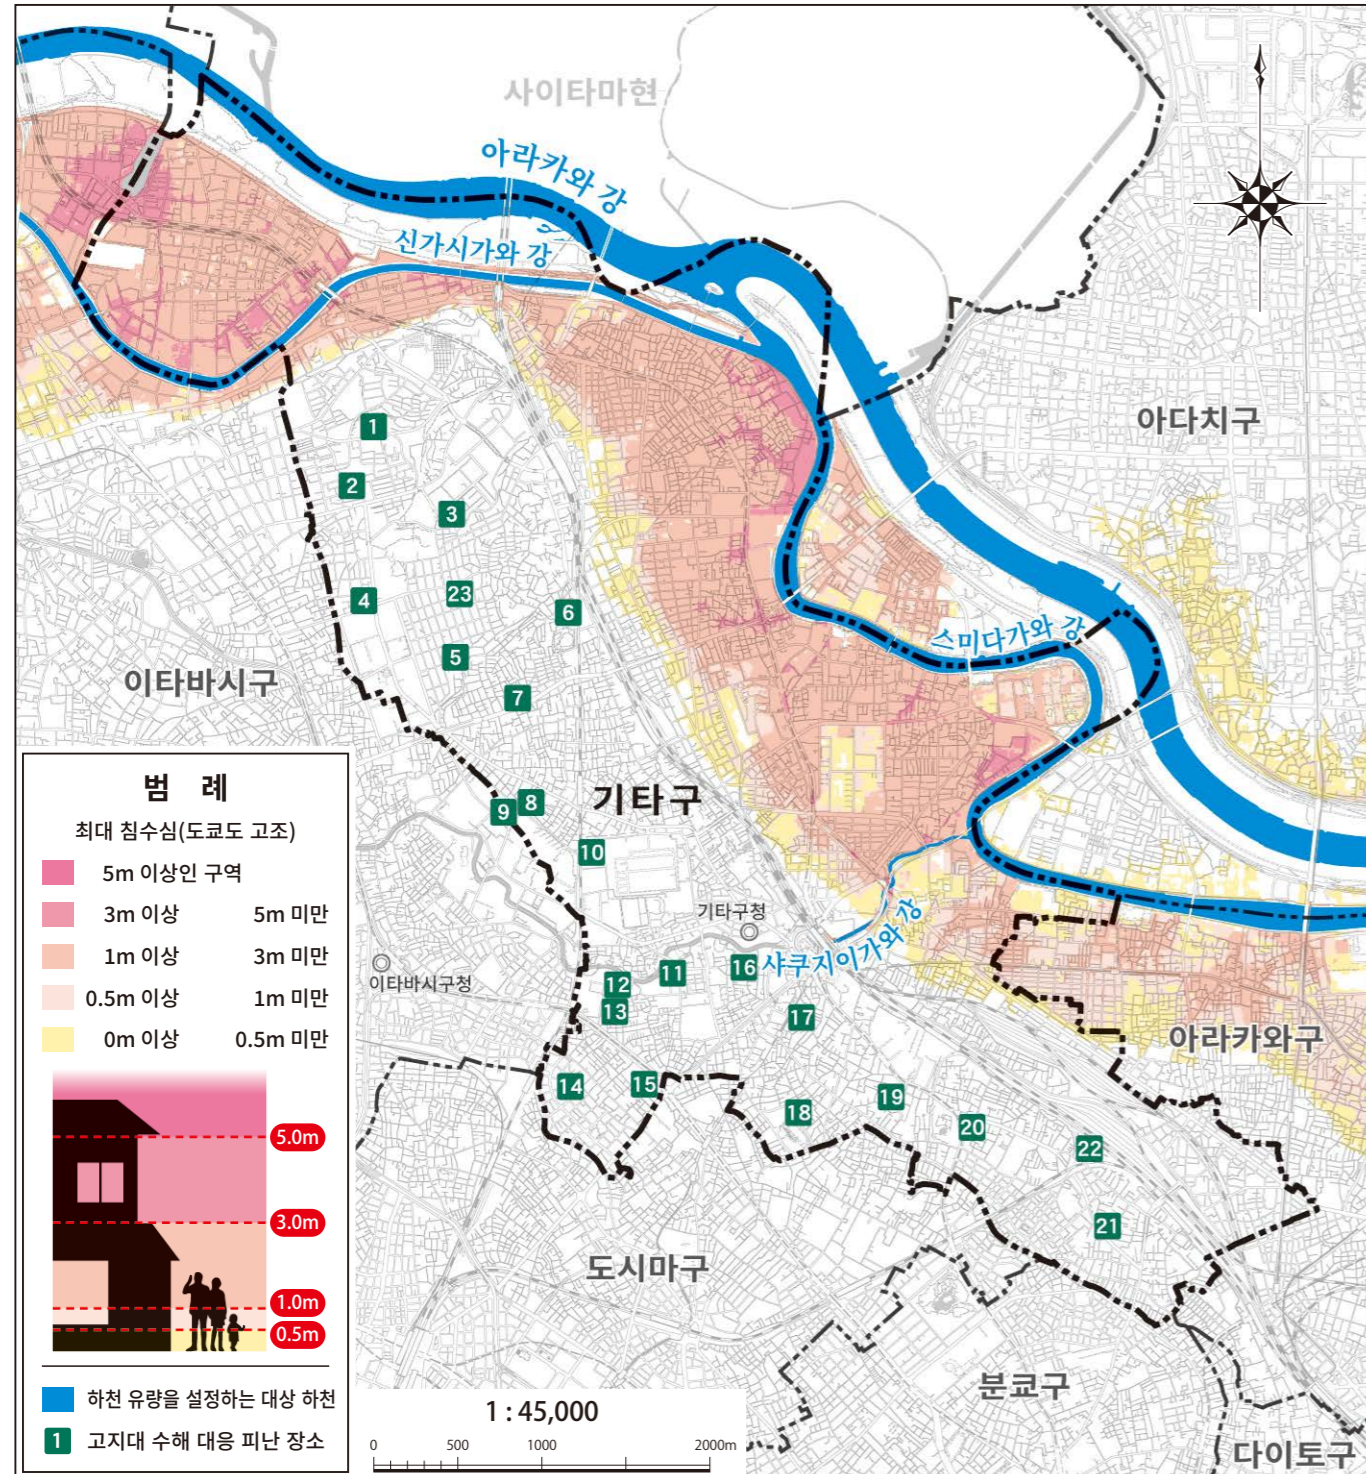 사이타마현
아라카와 강
신가시가와 강
아다치구
1
2
3
4
23
6
5
스미다가와 강
이타바시구
7
기타구
8
9
10
기타구청
샤쿠지이가와 강
11
16
12
13
17
이타바시구청
아라카와구
14
15
18
19
20
22
21
도시마구
분쿄구
다이토구
범 례
최대 침수심(도쿄도 고조)
5m 이상인 구역
3m 이상 5m 미만
1m 이상 3m 미만
0.5m 이상 1m 미만
0m 이상 0.5m 미만
5.0m
3.0m
1.0m
0.5m
하천 유량을 설정하는 대상 하천
1 고지대 수해 대응 피난 장소
1 : 45,000
0 500 1000 2000m